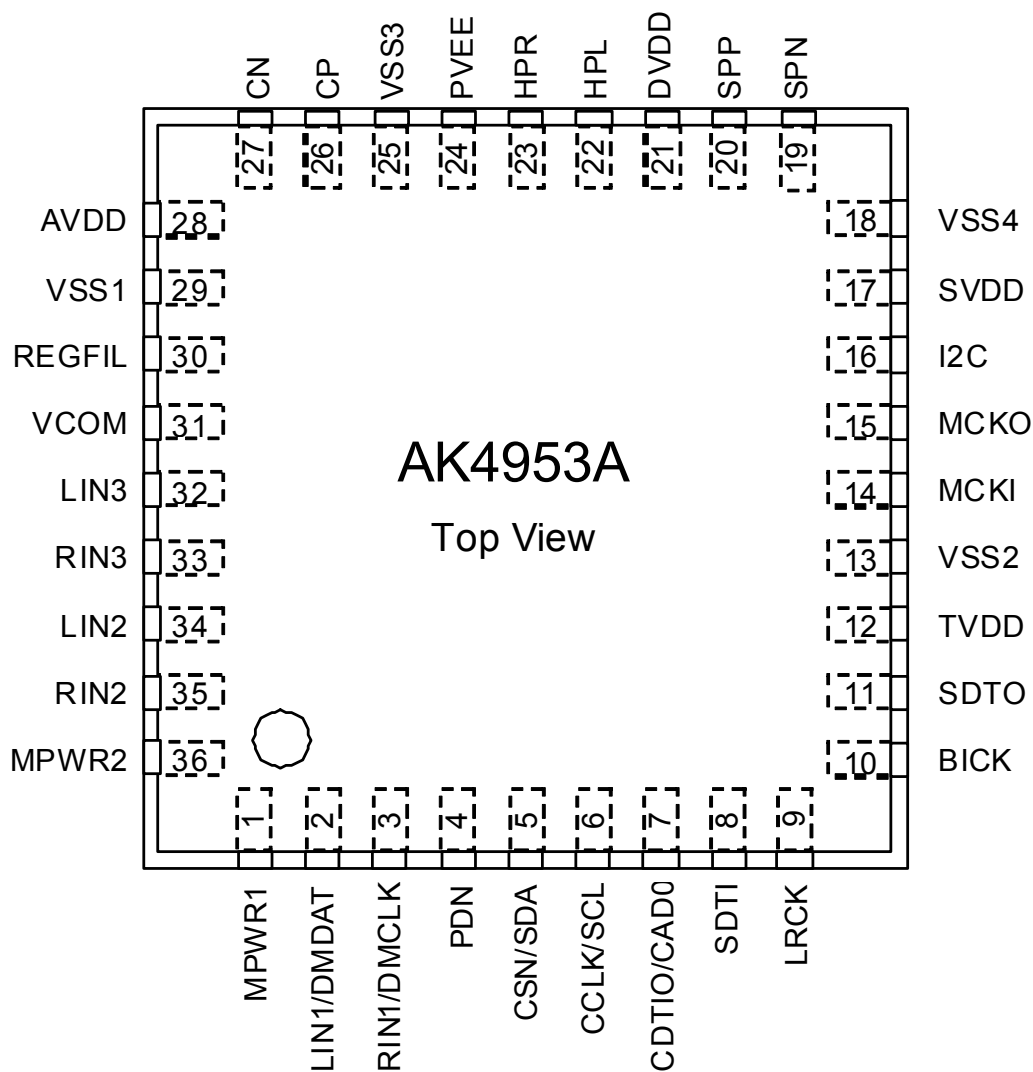 CN
CP
VSS3
PVEE
HPR
HPL
DVDD
SPP
SPN
27
26
25
24
23
22
21
20
19
AVDD 28
VSS1 29
REGFIL 30
VCOM 31
LIN3 32
RIN3 33
LIN2 34
RIN2 35
MPWR2 36
AK4953A
Top View
18 VSS4
17 SVDD
16 I2C
15 MCKO
14 MCKI
13 VSS2
12 TVDD
11 SDTO
10 BICK
1
2
3
4
5
6
7
8
9
MPWR1
LIN1/DMDAT
RIN1/DMCLK
PDN
CSN/SDA
CCLK/SCL
CDTIO/CAD0
SDTI
LRCK